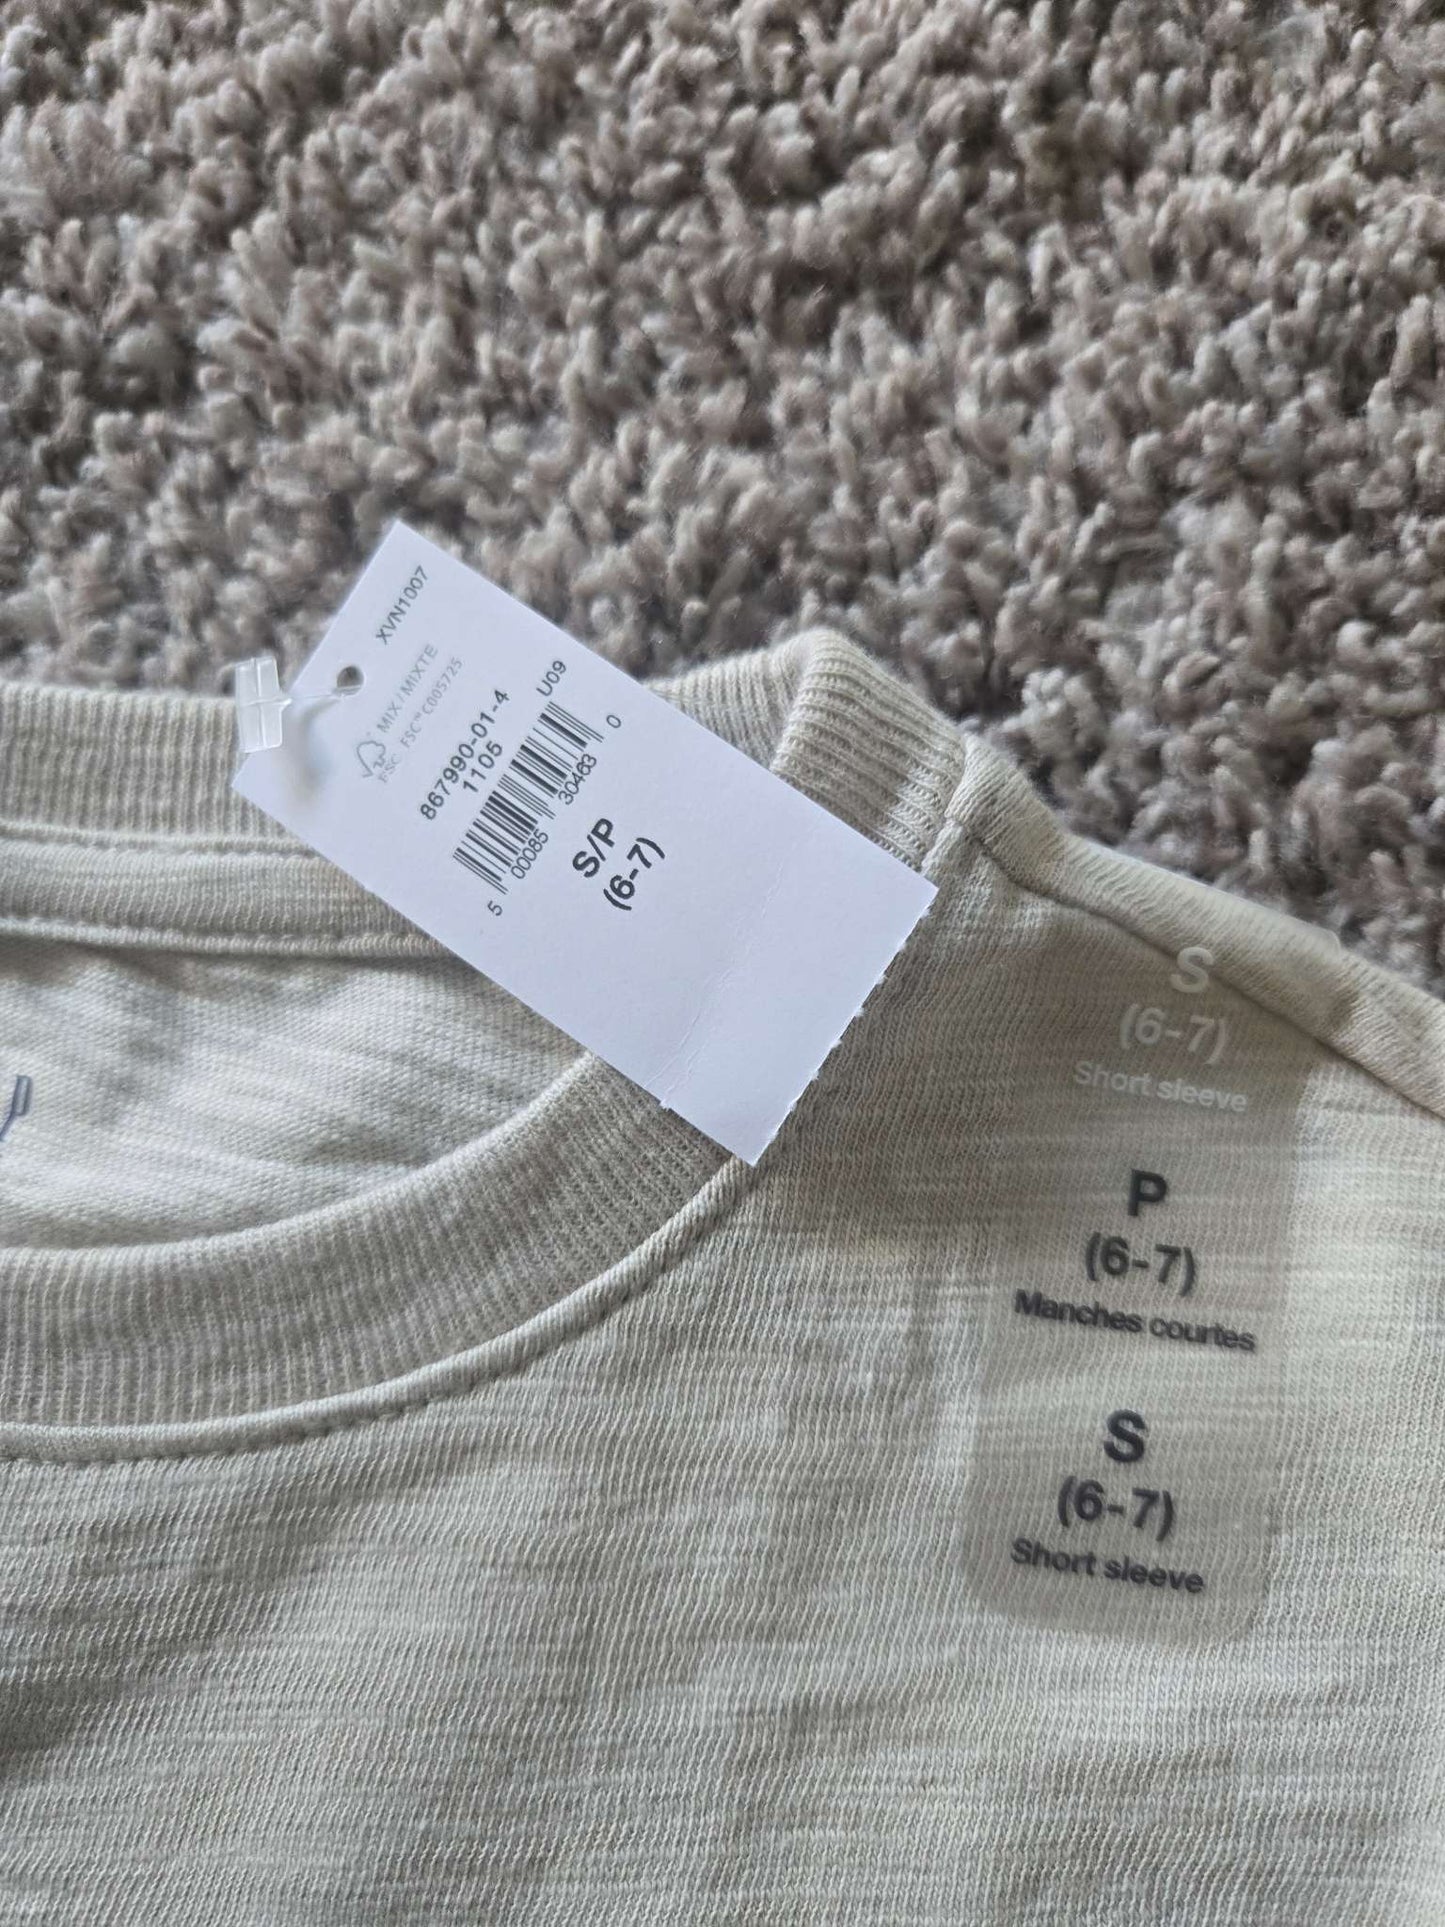 XVN1007
FSC
MIX | MIXTE
FSC™ C005725
867990-01-4
1105
U09
5 00085 30463 0
S/P
(6-7)
S
(6-7)
Short sleeve
P
(6-7)
Manches courtes
S
(6-7)
Short sleeve